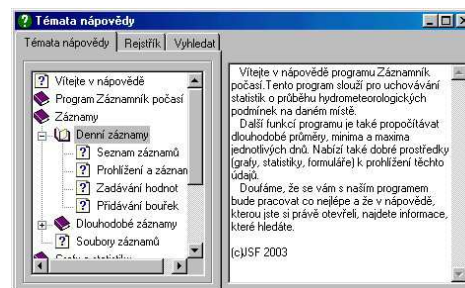 Témata nápovědy
Témata nápovědy
Rejstřík
Vyhledat
Vítejte v nápovědě
Program Záznamník počasí
Záznamy
Denní záznamy
Seznam záznamů
Prohlížení a záznan
Zadávání hodnot
Přidávání bouřek
Dlouhodobé záznamy
Soubory záznamů
Grafy a statistiky
Vítejte v nápovědě programu Záznamník
počasí.Tento program slouží pro uchovávání
statistik o průběhu hydrometeorologických
podmínek na daném místě.
Další funkcí programu je také propočítávat
dlouhodobé průměry, minima a maxima
jednotlivých dnů. Nabízí také dobré prostředky
(grafy, statistiky, formuláře) k prohlížení těchto
údajů.
Doufáme, že se vám s naším programem
bude pracovat co nejlépe a že v nápovědě,
kterou jste si právě otevřeli, najdete informace,
které hledáte.
(c)JSF 2003